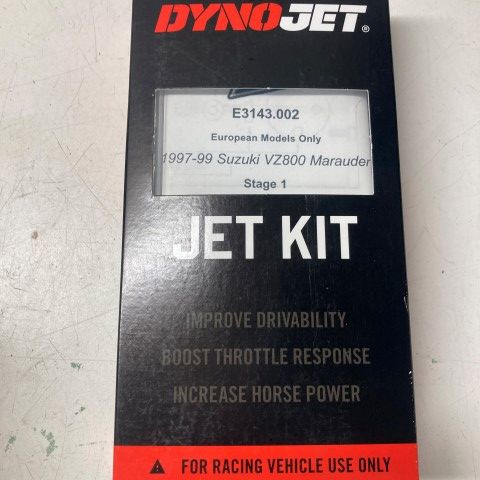 DYNOJET®
E3143.002
European Models Only
1997-99 Suzuki VZ800 Marauder
Stage 1
JET KIT
IMPROVE DRIVABILITY
BOOST THROTTLE RESPONSE
INCREASE HORSE POWER
FOR RACING VEHICLE USE ONLY